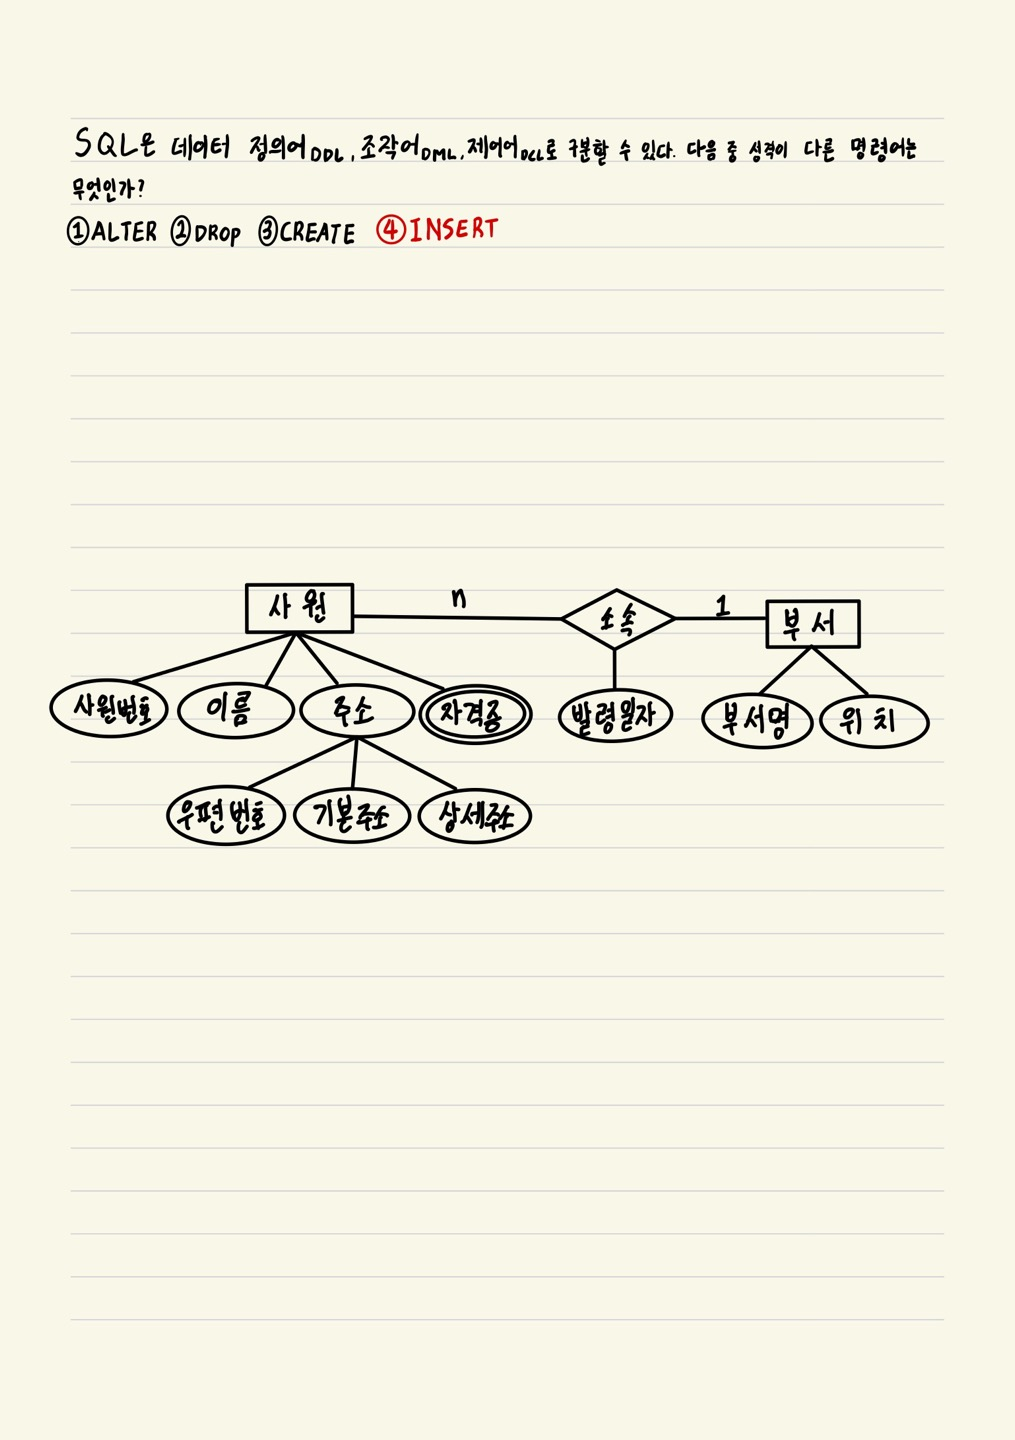 SQL은 데이터 정의어DDL, 조작어DML, 제어어DCL로 구분할 수 있다. 다음 중 성격이 다른 명령어는
무엇인가?
①ALTER ②DROP ③CREATE ④INSERT
사원 n 소속 1 부서
사원번호 이름 주소 자격증 발령일자 부서명 위치
우편번호 기본주소 상세주소